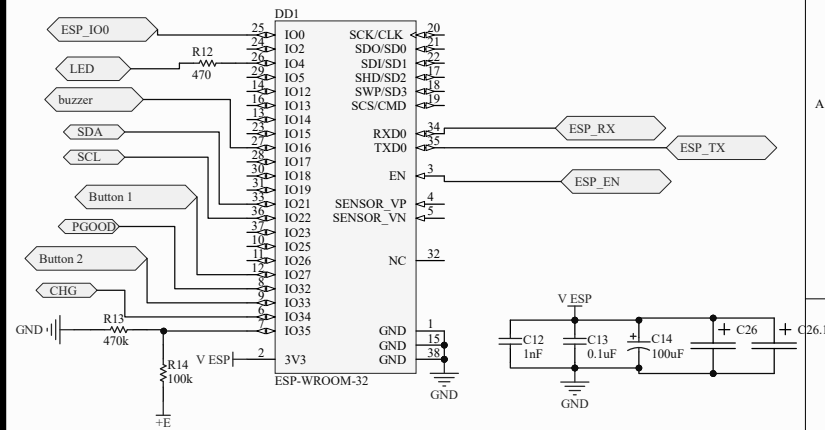 DD1
ESP_IO0
25 IO0
24 IO2
LED
R12
470
26 IO4
29 IO5
14 IO12
buzzer
16 IO13
13 IO14
SDA
23 IO15
27 IO16
SCL
28 IO17
30 IO18
31 IO19
Button 1
33 IO21
36 IO22
PGOOD
37 IO23
10 IO25
Button 2
11 IO26
12 IO27
8 IO32
CHG
9 IO33
6 IO34
GND
R13
470k
7 IO35
R14
100k
+E
V ESP
2 3V3
SCK/CLK 20
SDO/SD0 21
SDI/SD1 22
SHD/SD2 17
SWP/SD3 18
SCS/CMD 19
RXD0 34
ESP_RX
TXD0 35
ESP_TX
EN 3
ESP_EN
SENSOR_VP 4
SENSOR_VN 5
NC 32
GND 1
GND 15
GND 38
ESP-WROOM-32
GND
V ESP
C12
1nF
C13
0.1uF
+
C14
100uF
+ C26
+ C26.1
GND
A